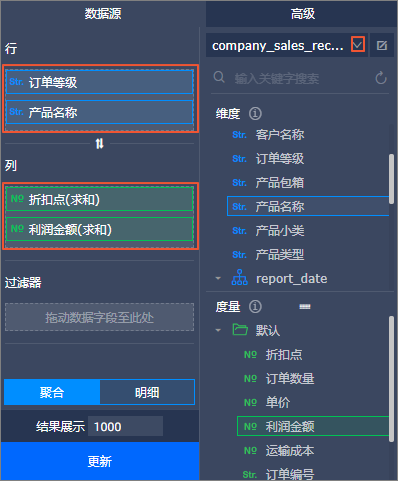 数据源
行
Str. 订单等级
Str. 产品名称
列
Nº 折扣点(求和)
Nº 利润金额(求和)
过滤器
拖动数据字段至此处
聚合 明细
结果展示 1000
更新
高级
company_sales_rec...
输入关键字搜索
维度
Str. 客户名称
Str. 订单等级
Str. 产品包箱
Str. 产品名称
Str. 产品小类
Str. 产品类型
report_date
度量
默认
Nº 折扣点
Nº 订单数量
Nº 单价
Nº 利润金额
Nº 运输成本
Str. 订单编号